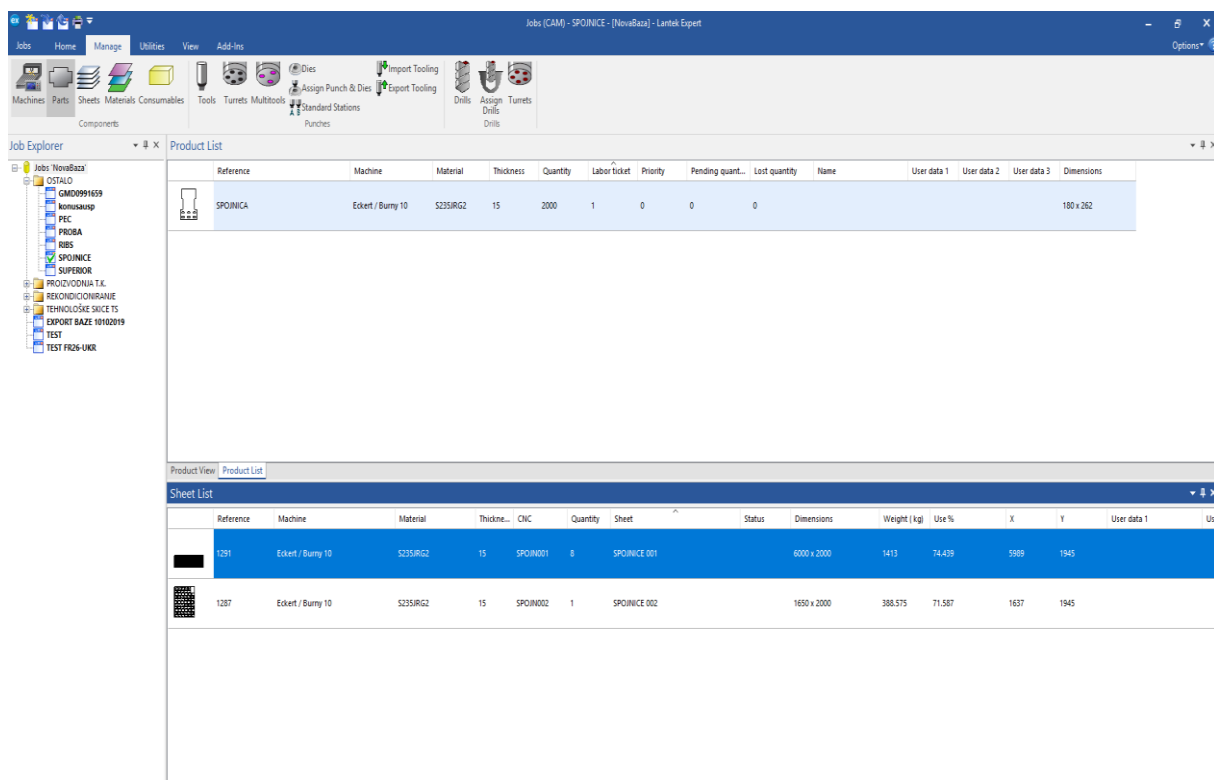 Jobs (CAM) - SPOJNICE - [NovaBaza] - Lantek Expert
Jobs Home Manage Utilities View Add-Ins Options
Machines Parts Sheets Materials Consumables
Components
Tools Turrets Multitools
Dies
Assign Punch & Dies
Standard Stations
Import Tooling
Export Tooling
Punches
Drills Assign Drills Turrets
Drills
Job Explorer
Jobs 'NovaBaza'
OSTALO
GMD0991659
konusausp
PEC
PROBA
RIBS
SPOJNICE
SUPERIOR
PROIZVODNJA T.K.
REKONDICIONIRANJE
TEHNOLOŠKE SKICE TS
EXPORT BAZE 10102019
TEST
TEST FR26-UKR
Product List
Reference Machine Material Thickness Quantity Labor ticket Priority Pending quant... Lost quantity Name User data 1 User data 2 User data 3 Dimensions
SPOJNICA Eckert / Burny 10 S235JRG2 15 2000 1 0 0 0 180 x 262
Product View Product List
Sheet List
Reference Machine Material Thickne... CNC Quantity Sheet Status Dimensions Weight (kg) Use % X Y User data 1 Us
1291 Eckert / Burny 10 S235JRG2 15 SPOJN001 8 SPOJNICE 001 6000 x 2000 1413 74.439 5989 1945
1287 Eckert / Burny 10 S235JRG2 15 SPOJN002 1 SPOJNICE 002 1650 x 2000 388.575 71.587 1637 1945